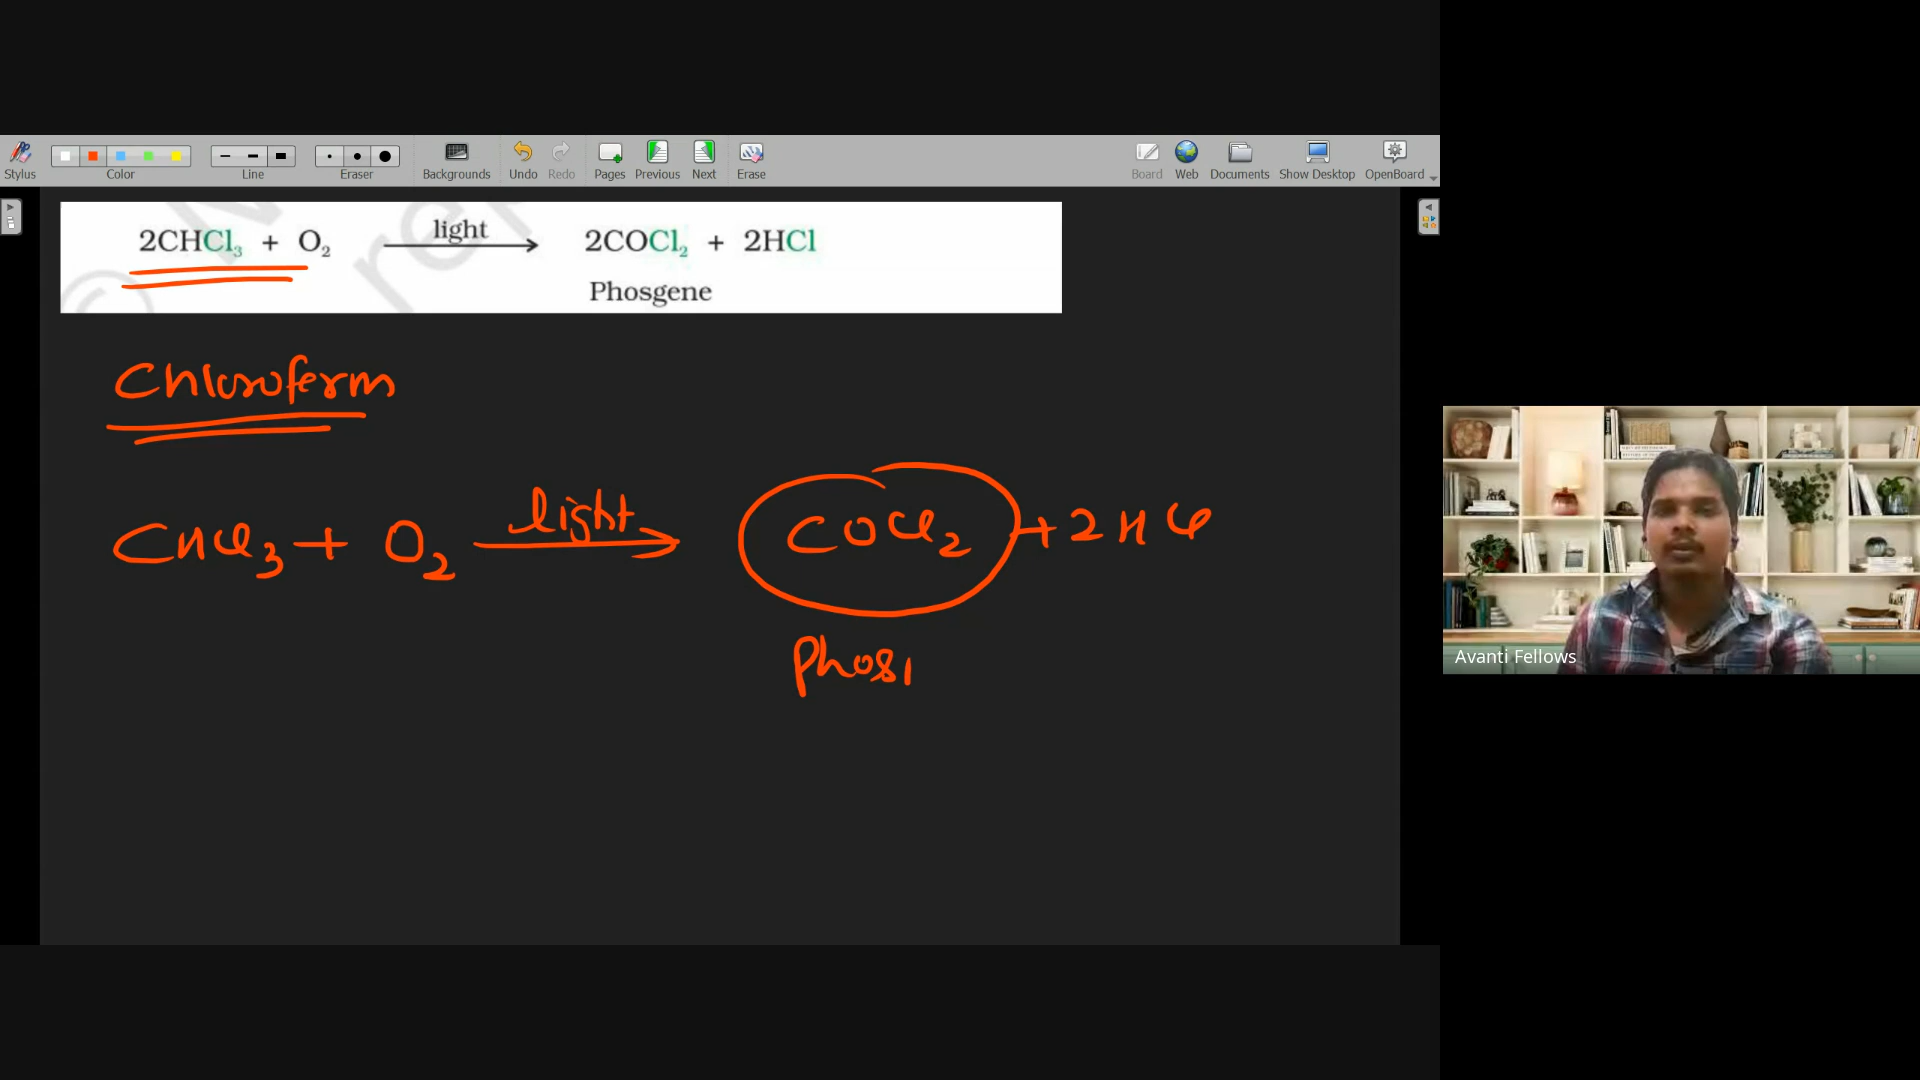 Stylus
Color
Line
Eraser
Backgrounds
Undo
Redo
Pages
Previous
Next
Erase
Board
Web
Documents
Show Desktop
OpenBoard
2CHCl₃ + O₂ light → 2COCl₂ + 2HCl
Phosgene
Chloroform
CHCl₃ + O₂ light → COCl₂ + 2HCl
Phos
Avanti Fellows